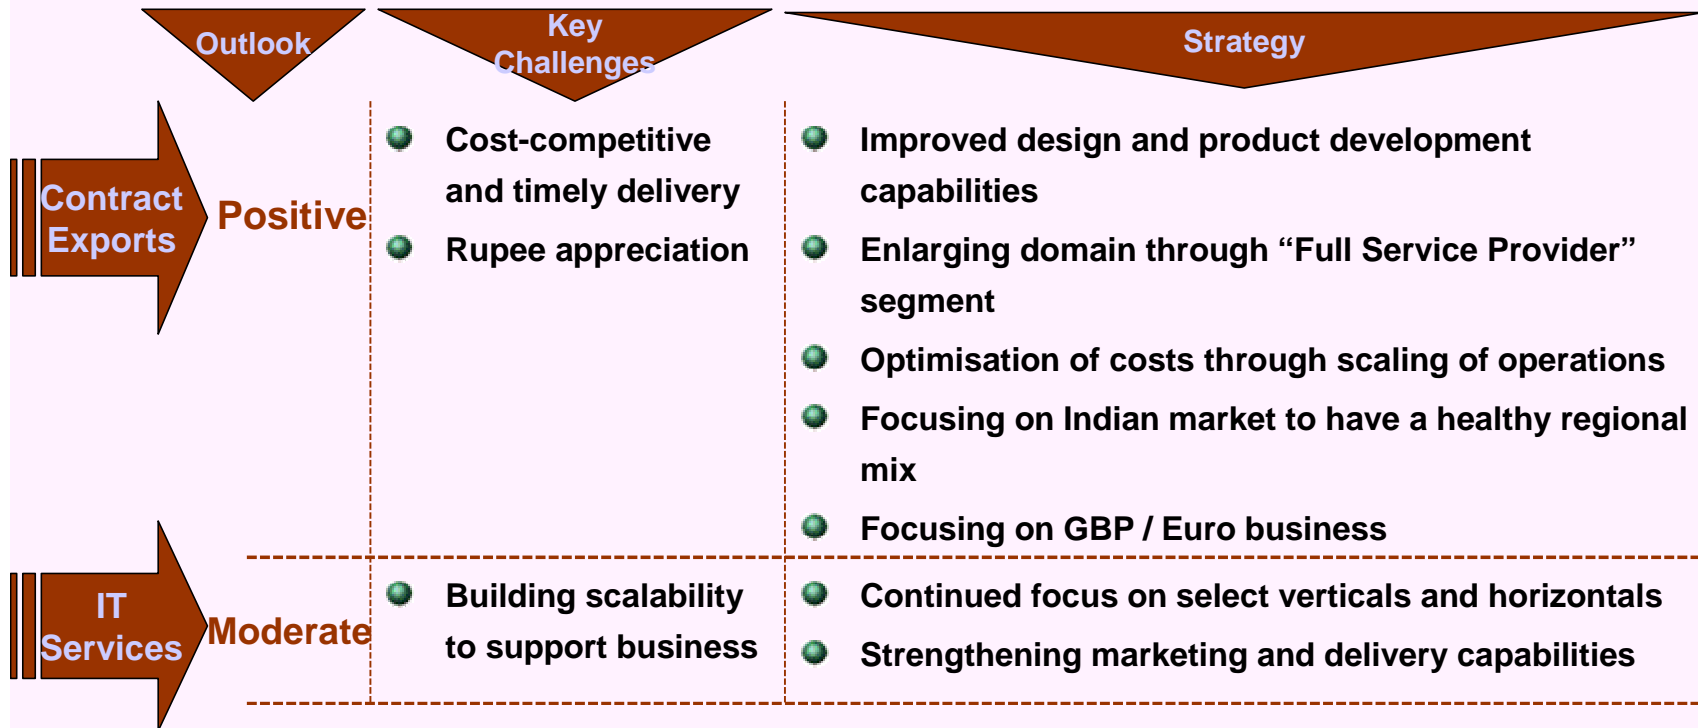 Outlook
Key
Challenges
Strategy
Contract
Exports
Positive
Cost-competitive
and timely delivery
Rupee appreciation
Improved design and product development
capabilities
Enlarging domain through “Full Service Provider”
segment
Optimisation of costs through scaling of operations
Focusing on Indian market to have a healthy regional
mix
Focusing on GBP / Euro business
IT
Services
Moderate
Building scalability
to support business
Continued focus on select verticals and horizontals
Strengthening marketing and delivery capabilities